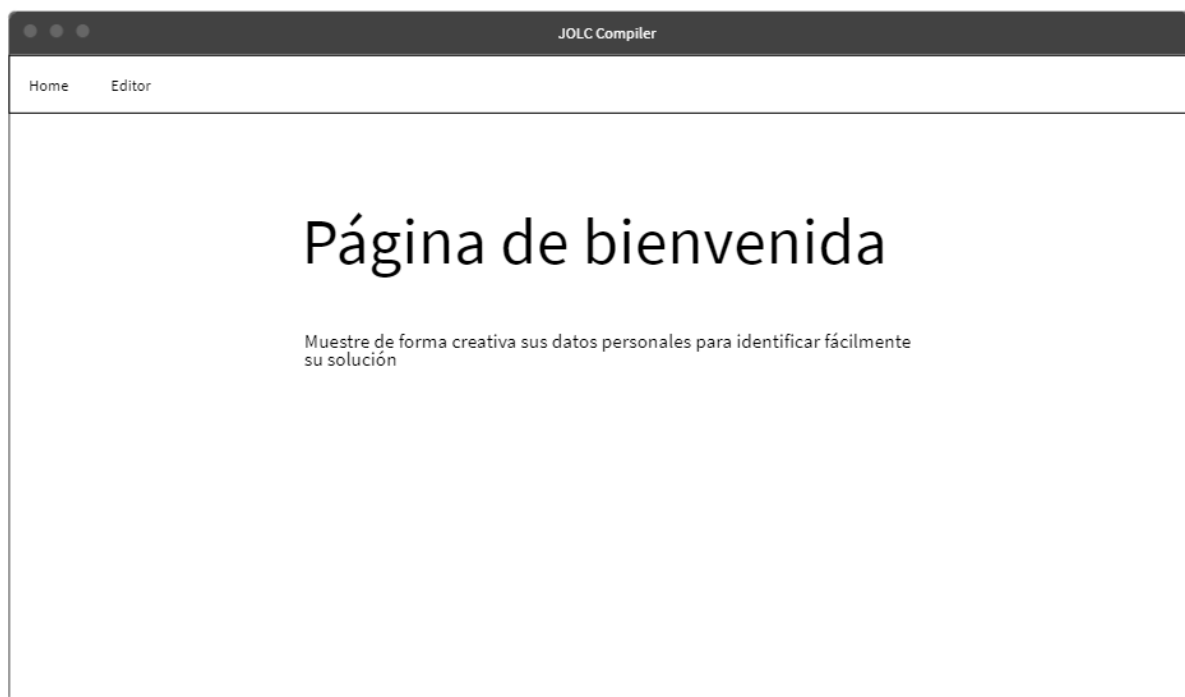 JOLC Compiler
Home Editor
Página de bienvenida
Muestre de forma creativa sus datos personales para identificar fácilmente
su solución